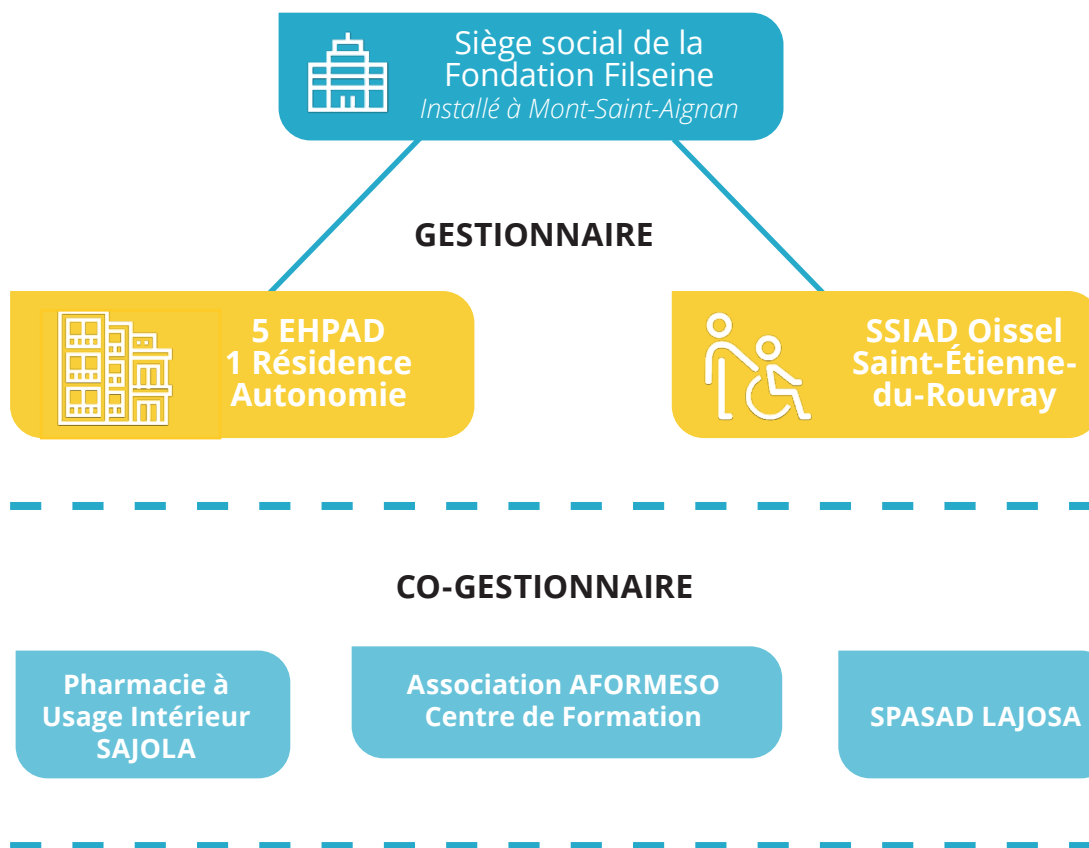 Siège social de la
Fondation Filseine
Installé à Mont-Saint-Aignan
GESTIONNAIRE
5 EHPAD
1 Résidence
Autonomie
SSIAD Oissel
Saint-Étienne-
du-Rouvray
CO-GESTIONNAIRE
Pharmacie à
Usage Intérieur
SAJOLA
Association AFORMESO
Centre de Formation
SPASAD LAJOSA